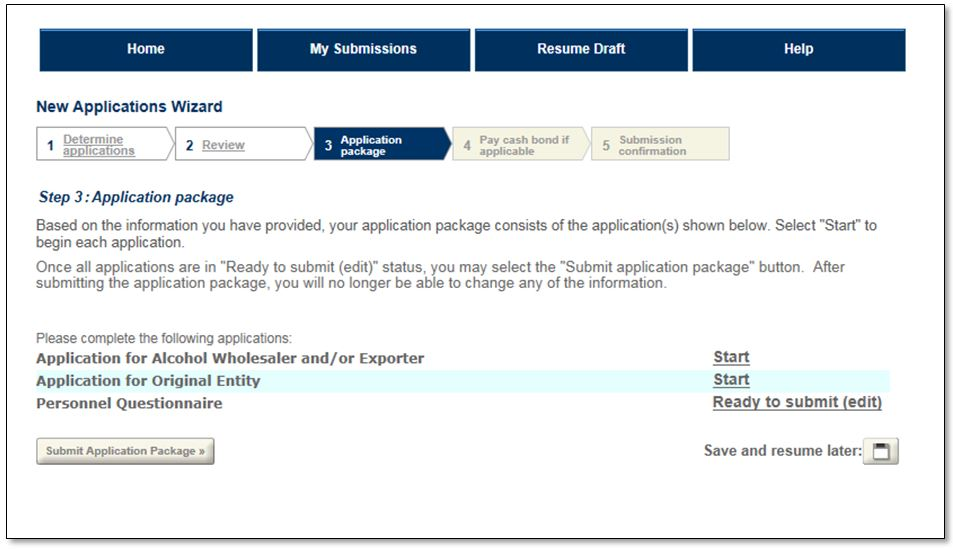 Home My Submissions Resume Draft Help
New Applications Wizard
1 Determine applications 2 Review 3 Application package 4 Pay cash bond if applicable 5 Submission confirmation
Step 3: Application package
Based on the information you have provided, your application package consists of the application(s) shown below. Select "Start" to
begin each application.
Once all applications are in "Ready to submit (edit)" status, you may select the "Submit application package" button. After
submitting the application package, you will no longer be able to change any of the information.
Please complete the following applications:
Application for Alcohol Wholesaler and/or Exporter Start
Application for Original Entity Start
Personnel Questionnaire Ready to submit (edit)
Submit Application Package » Save and resume later: